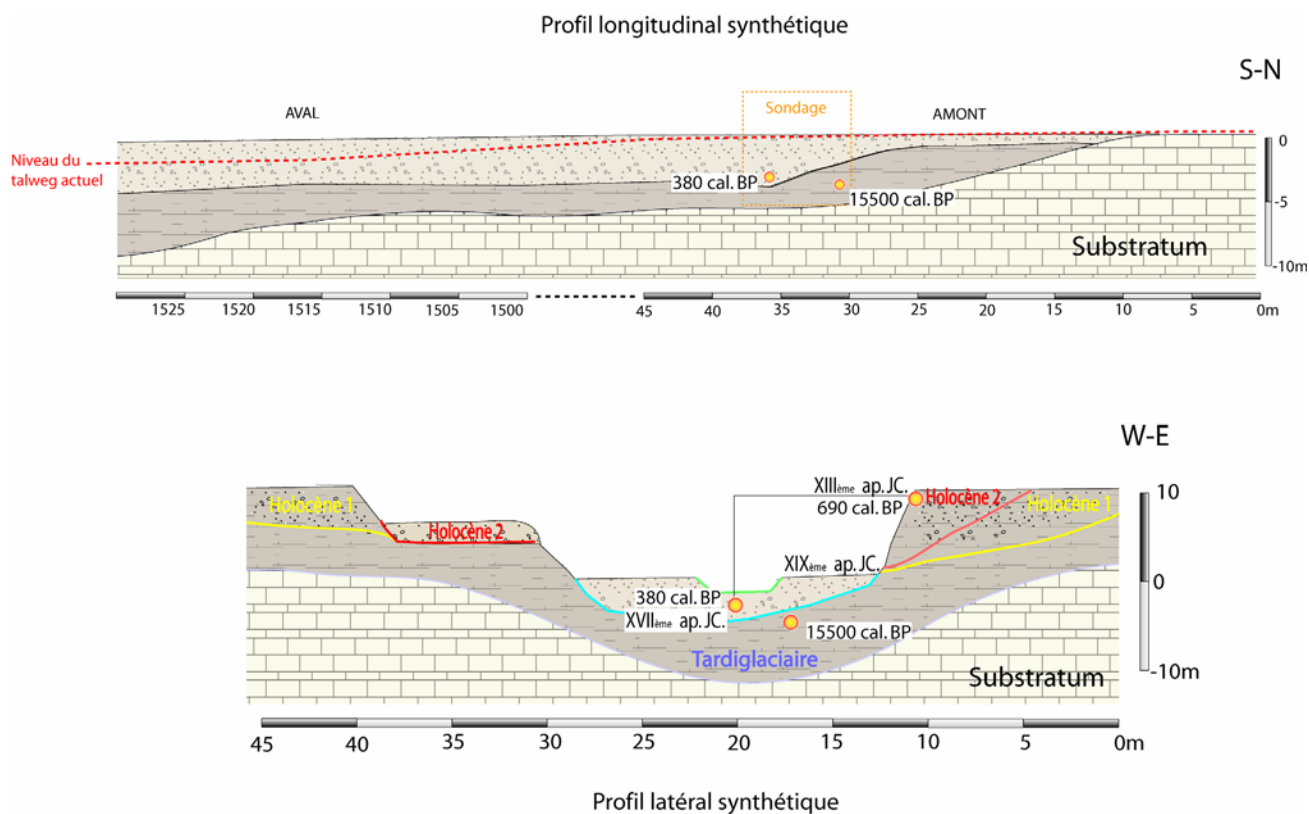 Profil longitudinal synthétique
S-N
AVAL
Sondage
AMONT
Niveau du
talweg actuel
0
380 cal. BP
15500 cal. BP
-5
Substratum
-10m
1525 1520 1515 1510 1505 1500 45 40 35 30 25 20 15 10 5 0m
W-E
XIIIème ap. JC.
690 cal. BP
Holocène 1
Holocène 2
Holocène 2
Holocène 1
10
XIXème ap. JC.
0
380 cal. BP
XVIIème ap. JC.
15500 cal. BP
Tardiglaciaire
Substratum
-10m
45 40 35 30 25 20 15 10 5 0m
Profil latéral synthétique